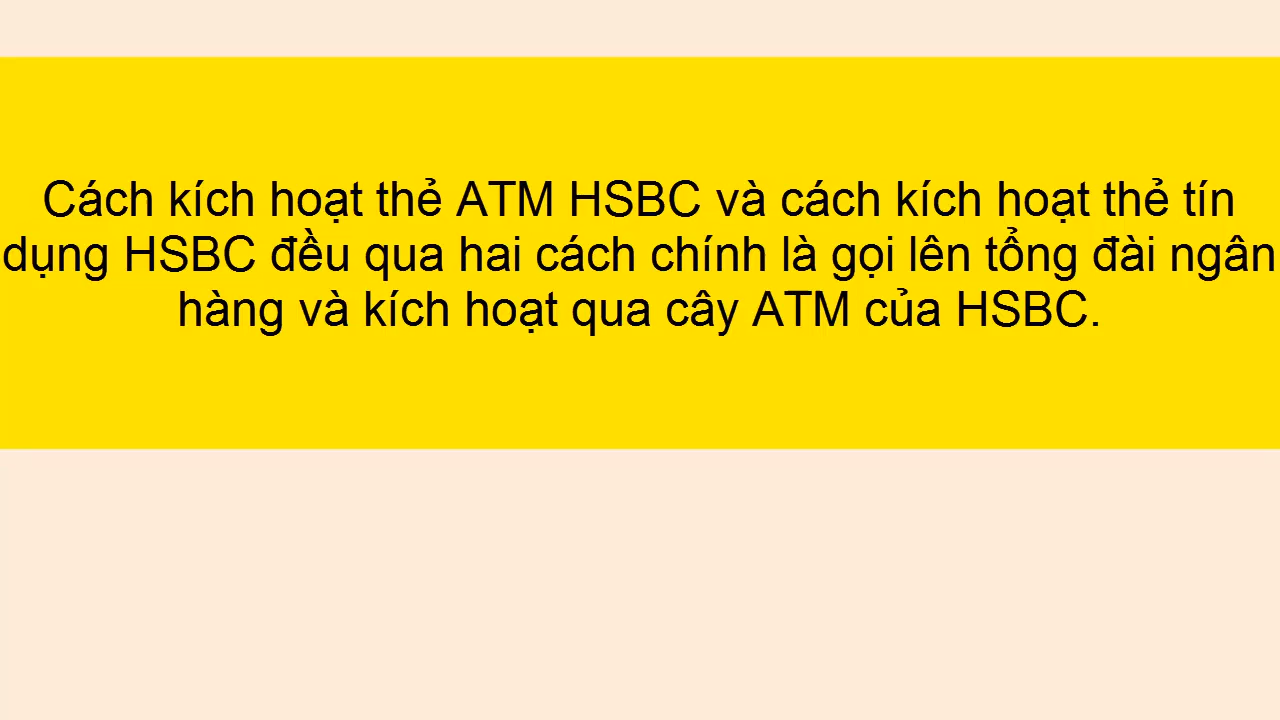 Cách kích hoạt thẻ ATM HSBC và cách kích hoạt thẻ tín
dụng HSBC đều qua hai cách chính là gọi lên tổng đài ngân
hàng và kích hoạt qua cây ATM của HSBC.